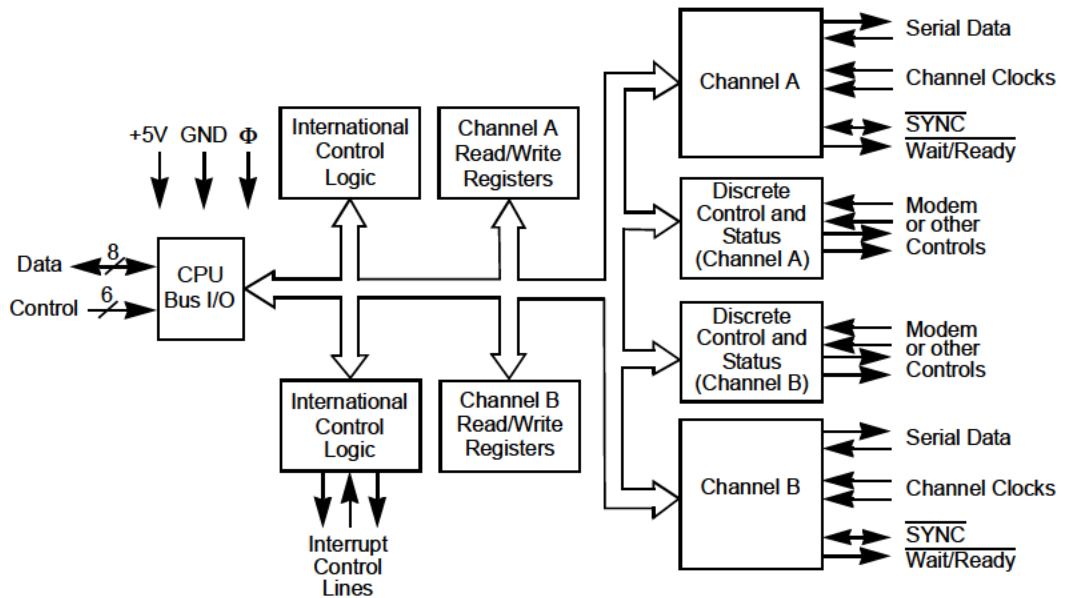 +5V GND Φ
Data
8
Control
6
CPU
Bus I/O
International
Control
Logic
Channel A
Read/Write
Registers
International
Control
Logic
Interrupt
Control
Lines
Channel B
Read/Write
Registers
Channel A
Serial Data
Channel Clocks
SYNC
Wait/Ready
Discrete
Control and
Status
(Channel A)
Modem
or other
Controls
Discrete
Control and
Status
(Channel B)
Modem
or other
Controls
Channel B
Serial Data
Channel Clocks
SYNC
Wait/Ready